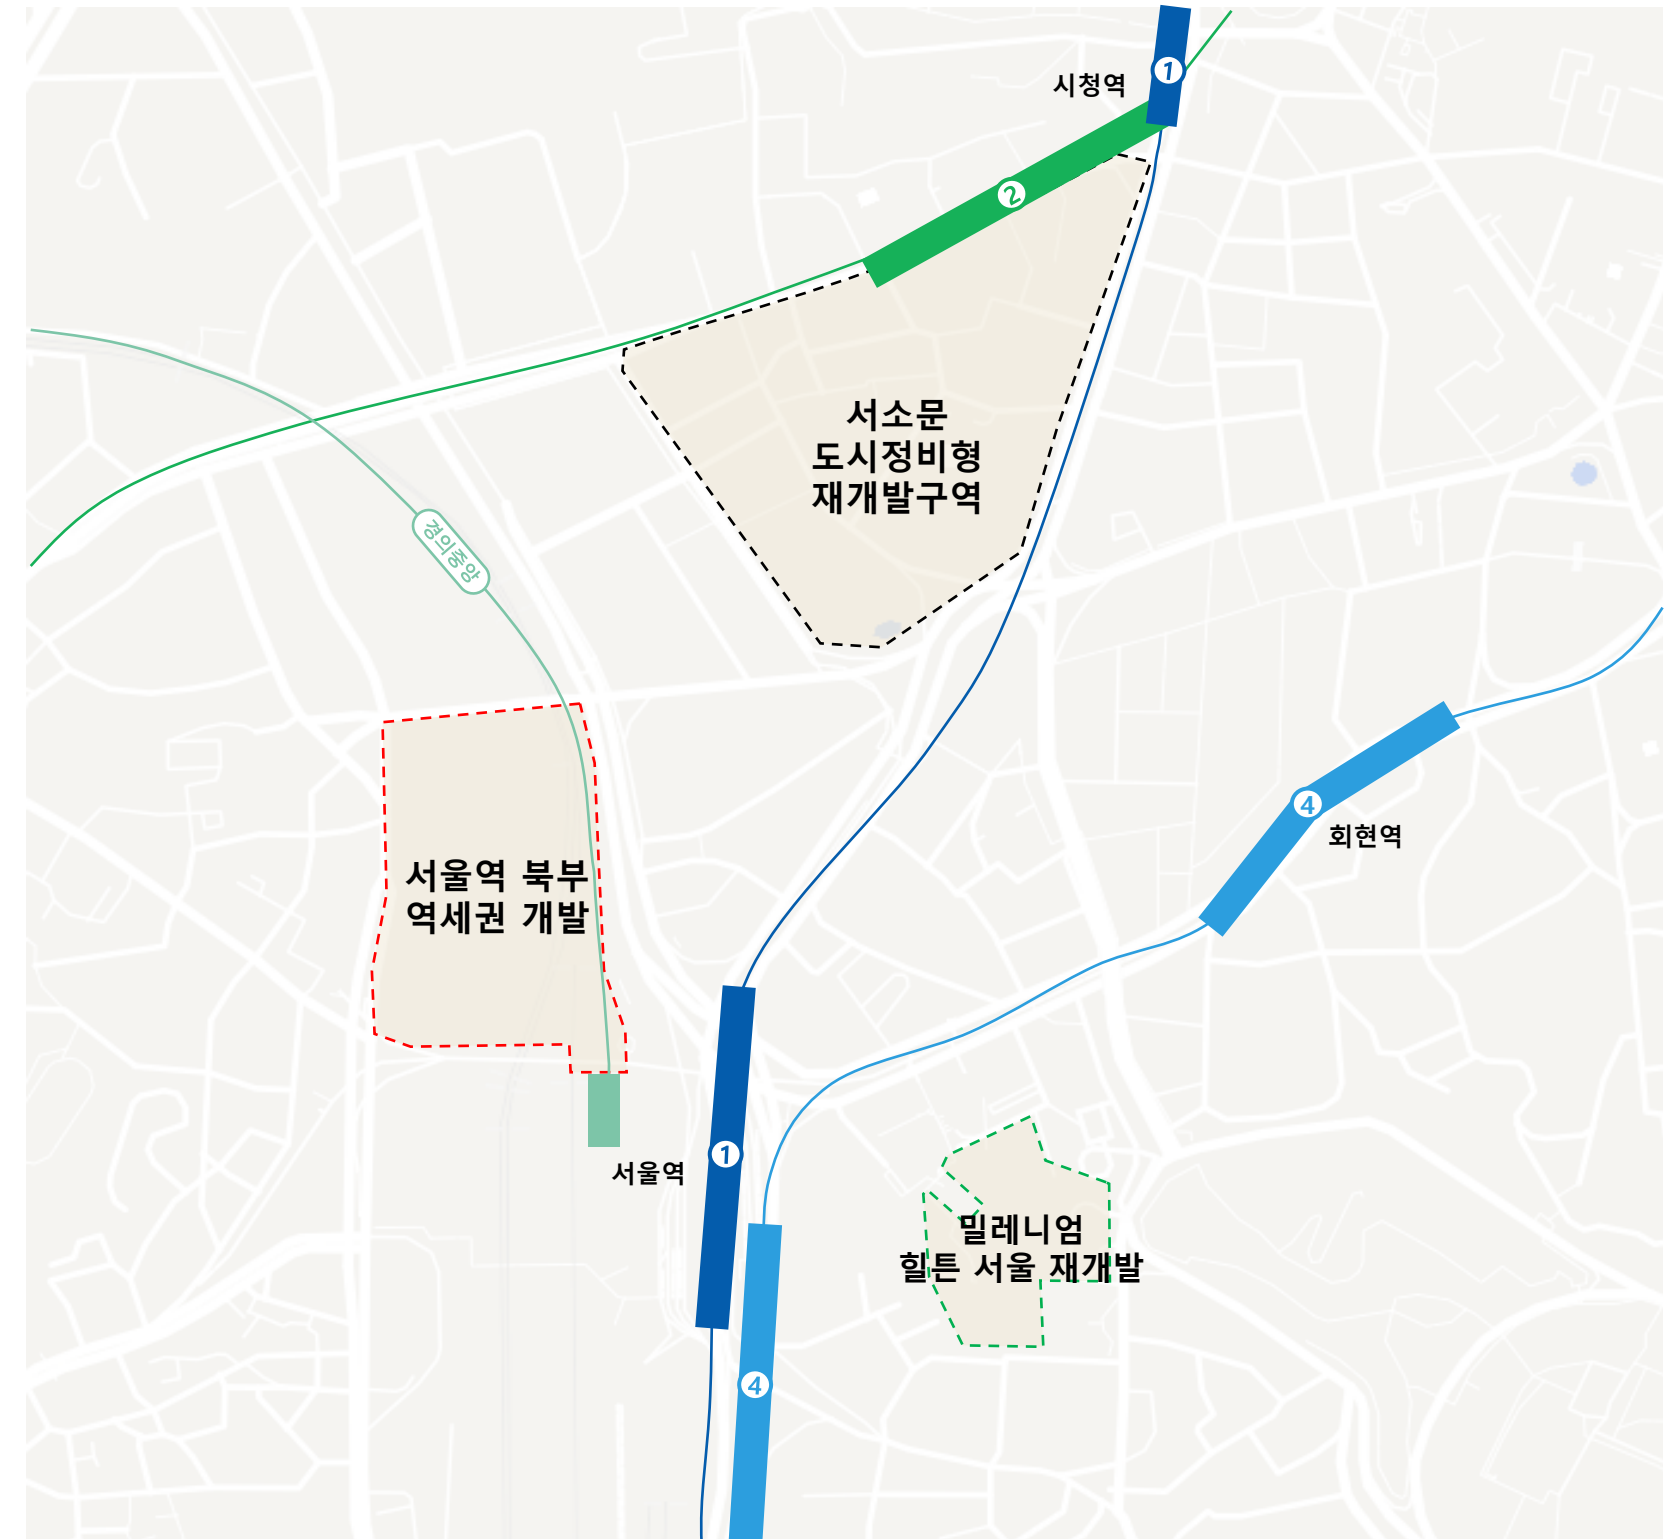 1
시청역
2
서소문
도시정비형
재개발구역
경의중앙
4
회현역
서울역 북부
역세권 개발
1
서울역
밀레니엄
힐튼 서울 재개발
4